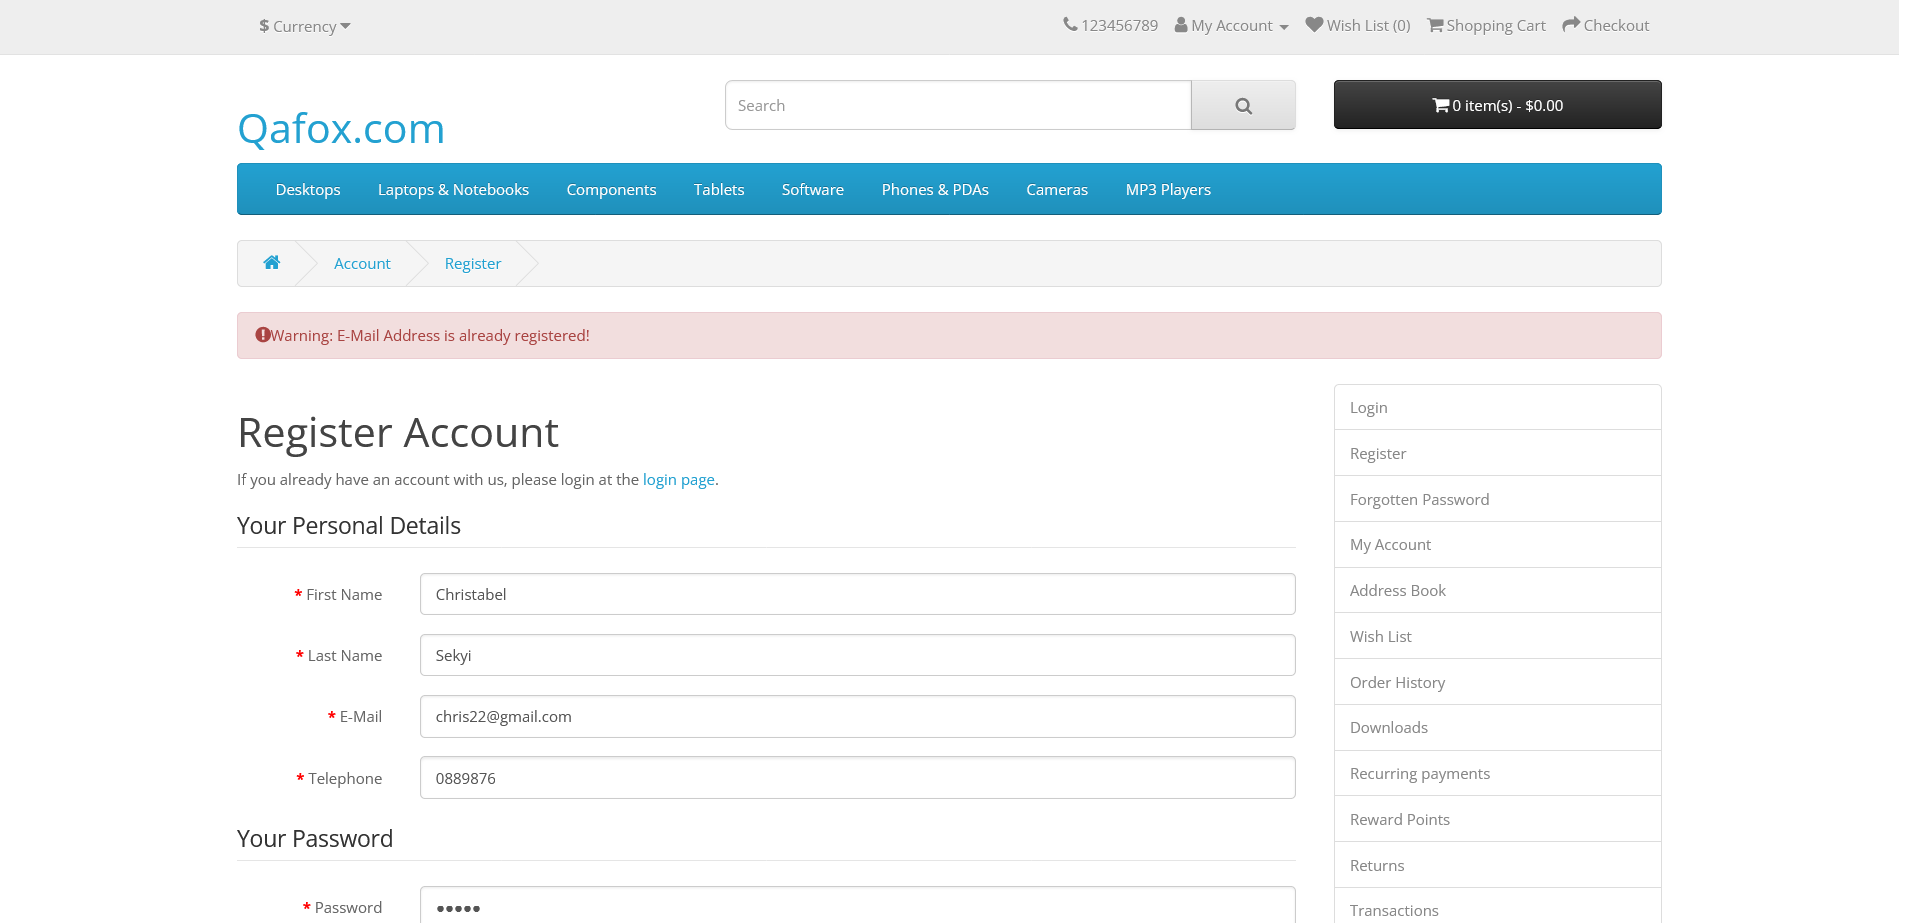 $ Currency
123456789 My Account Wish List (0) Shopping Cart Checkout
Qafox.com
Search
0 item(s) - $0.00
Desktops Laptops & Notebooks Components Tablets Software Phones & PDAs Cameras MP3 Players
Account Register
Warning: E-Mail Address is already registered!
Register Account
If you already have an account with us, please login at the login page.
Your Personal Details
* First Name Christabel
* Last Name Sekyi
* E-Mail chris22@gmail.com
* Telephone 0889876
Your Password
* Password •••••
Login
Register
Forgotten Password
My Account
Address Book
Wish List
Order History
Downloads
Recurring payments
Reward Points
Returns
Transactions